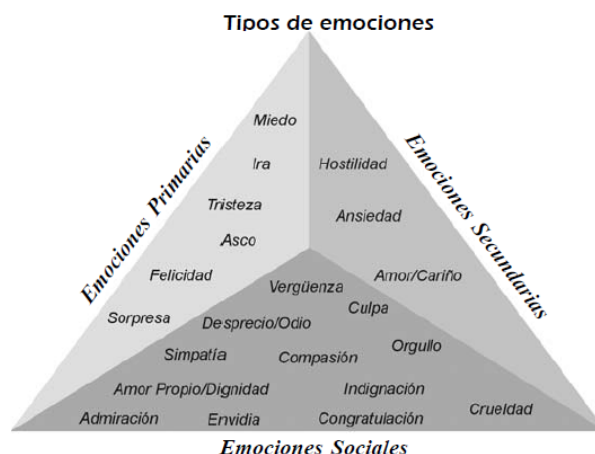 Tipos de emociones
Emociones Primarias
Miedo
Ira
Tristeza
Asco
Felicidad
Sorpresa
Hostilidad
Ansiedad
Amor/Cariño
Emociones Secundarias
Vergüenza
Culpa
Desprecio/Odio
Orgullo
Simpatía
Compasión
Amor Propio/Dignidad
Indignación
Admiración
Envidia
Congratulación
Crueldad
Emociones Sociales